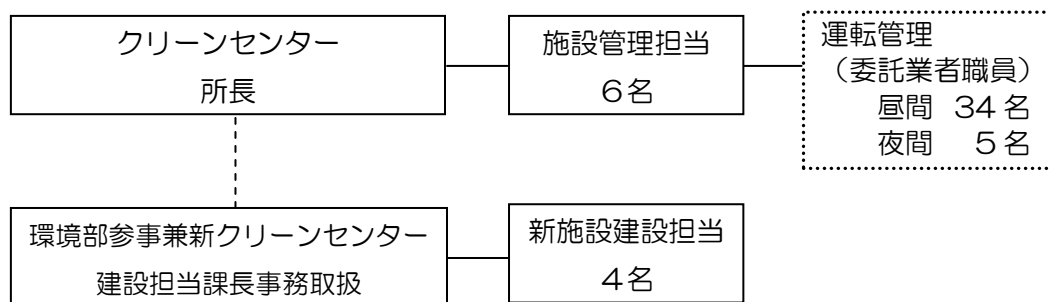 クリーンセンター
所長
施設管理担当
6名
運転管理
（委託業者職員）
昼間 34名
夜間 5名
環境部参事兼新クリーンセンター
建設担当課長事務取扱
新施設建設担当
4名